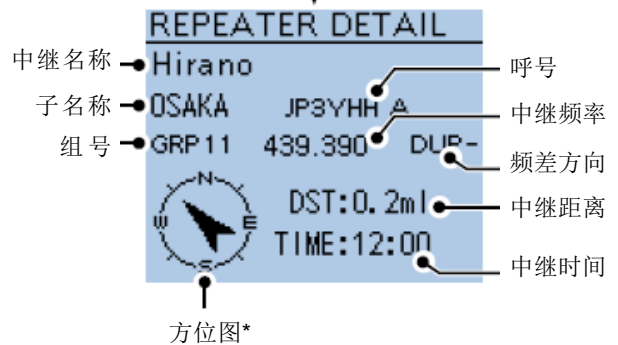 REPEATER DETAIL
中继名称 Hirano 呼号
子名称 OSAKA JP3YHH A 中继频率
组号 GRP11 439.390 DUP- 频差方向
N
W E
S
DST:0.2ml 中继距离
TIME:12:00 中继时间
方位图*